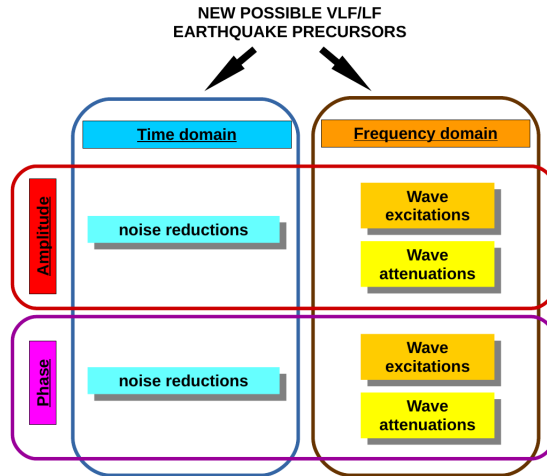 NEW POSSIBLE VLF/LF
EARTHQUAKE PRECURSORS
Time domain
Frequency domain
Amplitude
noise reductions
Wave
excitations
Wave
attenuations
Phase
noise reductions
Wave
excitations
Wave
attenuations